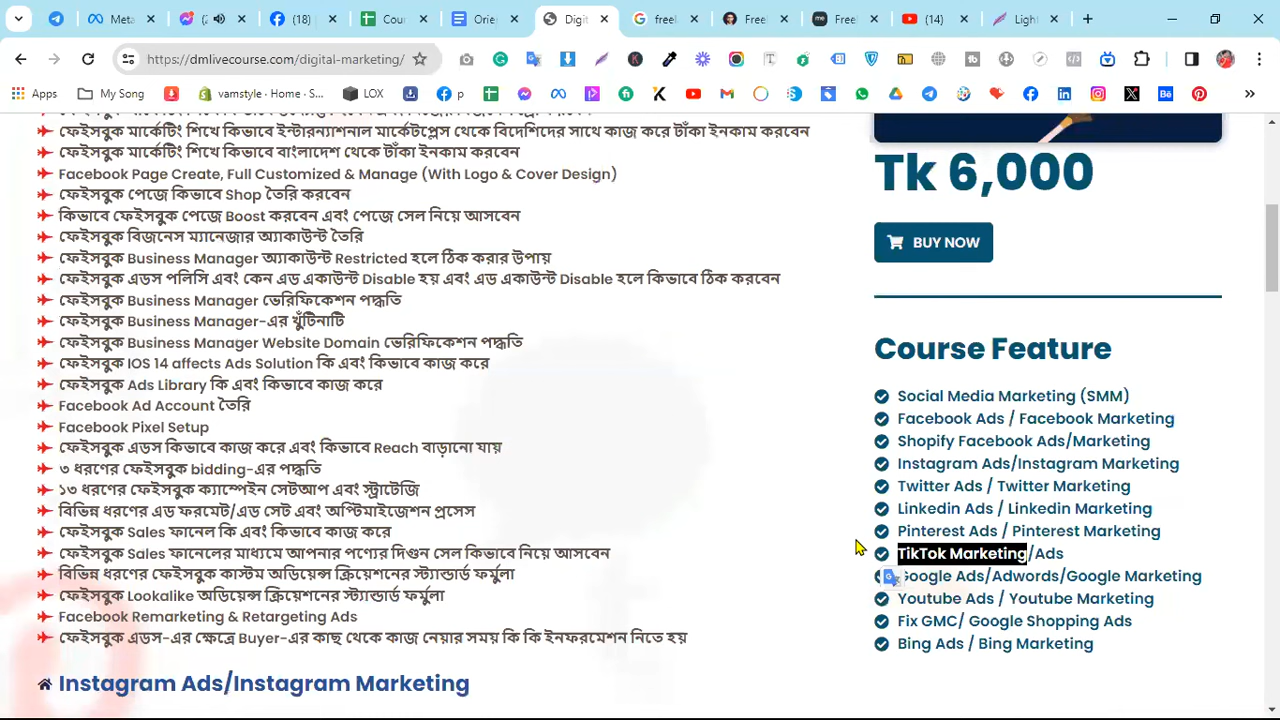 Meta
(18)
Cou
Orie
Digit
freel
Free
Freel
(14)
Ligh
https://dmlivecourse.com/digital-marketing/
Apps
My Song
vamstyle · Home · S...
LOX
p
ফেইসবুক মার্কেটিং শিখে কিভাবে ইন্টারন্যাশনাল মার্কেটপ্লেস থেকে বিদেশিদের সাথে কাজ করে টাঁকা ইনকাম করবেন
ফেইসবুক মার্কেটিং শিখে কিভাবে বাংলাদেশ থেকে টাঁকা ইনকাম করবেন
Facebook Page Create, Full Customized & Manage (With Logo & Cover Design)
ফেইসবুক পেজে কিভাবে Shop তৈরি করবেন
কিভাবে ফেইসবুক পেজে Boost করবেন এবং পেজে সেল নিয়ে আসবেন
ফেইসবুক বিজনেস ম্যানেজার অ্যাকাউন্ট তৈরি
ফেইসবুক Business Manager অ্যাকাউন্ট Restricted হলে ঠিক করার উপায়
ফেইসবুক এডস পলিসি এবং কেন এড একাউন্ট Disable হয় এবং এড একাউন্ট Disable হলে কিভাবে ঠিক করবেন
ফেইসবুক Business Manager ভেরিফিকেশন পদ্ধতি
ফেইসবুক Business Manager-এর খুঁটিনাটি
ফেইসবুক Business Manager Website Domain ভেরিফিকেশন পদ্ধতি
ফেইসবুক IOS 14 affects Ads Solution কি এবং কিভাবে কাজ করে
ফেইসবুক Ads Library কি এবং কিভাবে কাজ করে
Facebook Ad Account তৈরি
Facebook Pixel Setup
ফেইসবুক এডস কিভাবে কাজ করে এবং কিভাবে Reach বাড়ানো যায়
৩ ধরণের ফেইসবুক bidding-এর পদ্ধতি
১৩ ধরণের ফেইসবুক ক্যাম্পেইন সেটআপ এবং স্ট্রাটেজি
বিভিন্ন ধরণের এড ফরমেট/এড সেট এবং অপ্টিমাইজেশন প্রসেস
ফেইসবুক Sales ফানেল কি এবং কিভাবে কাজ করে
ফেইসবুক Sales ফানেলের মাধ্যমে আপনার পণ্যের দিগুন সেল কিভাবে নিয়ে আসবেন
বিভিন্ন ধরণের ফেইসবুক কাস্টম অডিয়েন্স ক্রিয়েশনের স্ট্যান্ডার্ড ফর্মুলা
ফেইসবুক Lookalike অডিয়েন্স ক্রিয়েশনের স্ট্যান্ডার্ড ফর্মুলা
Facebook Remarketing & Retargeting Ads
ফেইসবুক এডস-এর ক্ষেত্রে Buyer-এর কাছ থেকে কাজ নেয়ার সময় কি কি ইনফরমেশন নিতে হয়
Instagram Ads/Instagram Marketing
Tk 6,000
BUY NOW
Course Feature
Social Media Marketing (SMM)
Facebook Ads / Facebook Marketing
Shopify Facebook Ads/Marketing
Instagram Ads/Instagram Marketing
Twitter Ads / Twitter Marketing
Linkedin Ads / Linkedin Marketing
Pinterest Ads / Pinterest Marketing
TikTok Marketing/Ads
Google Ads/Adwords/Google Marketing
Youtube Ads / Youtube Marketing
Fix GMC/ Google Shopping Ads
Bing Ads / Bing Marketing